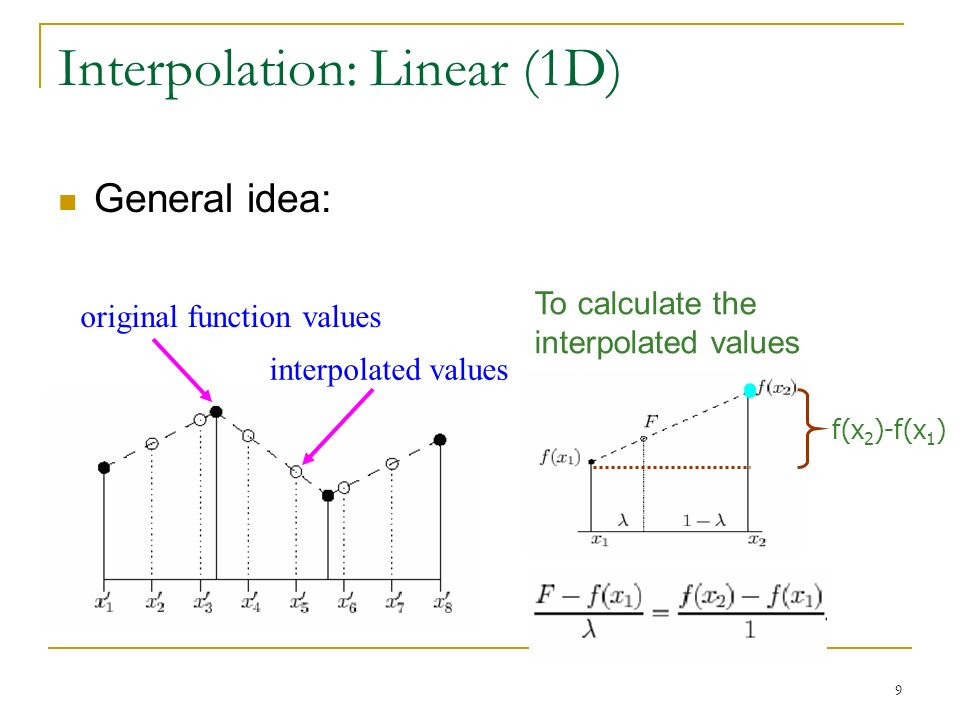 Interpolation: Linear (1D)
General idea:
original function values
interpolated values
x′₁ x′₂ x′₃ x′₄ x′₅ x′₆ x′₇ x′₈
To calculate the
interpolated values
f(x₂)
F
f(x₁)
f(x₂)-f(x₁)
λ 1 − λ
x₁ x₂
F − f(x₁) / λ = f(x₂) − f(x₁) / 1.
9